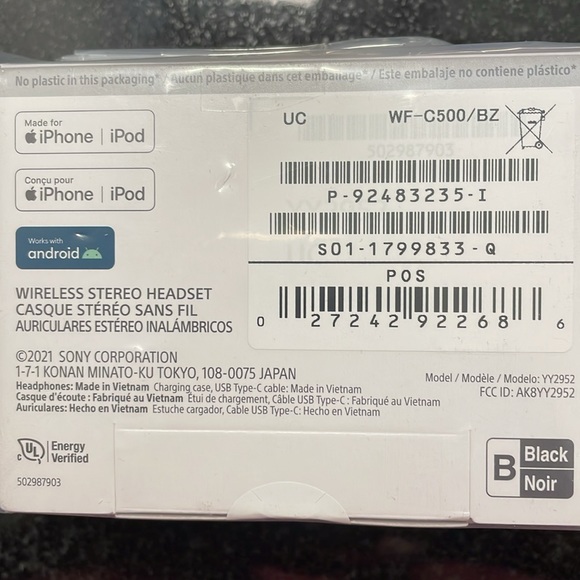 No plastic in this packaging* / Aucun plastique dans cet emballage* / Este embalaje no contiene plástico*
Made for
iPhone | iPod
Conçu pour
iPhone | iPod
Works with
android
UC WF-C500/BZ
502987903
P-92483235-I
S01-1799833-Q
POS
0 27242 92268 6
WIRELESS STEREO HEADSET
CASQUE STÉRÉO SANS FIL
AURICULARES ESTÉREO INALÁMBRICOS
©2021 SONY CORPORATION
1-7-1 KONAN MINATO-KU TOKYO, 108-0075 JAPAN
Headphones: Made in Vietnam Charging case, USB Type-C cable: Made in Vietnam
Casque d'écoute : Fabriqué au Vietnam Étui de chargement, Câble USB Type-C : Fabriqué au Vietnam
Auriculares: Hecho en Vietnam Estuche cargador, Cable USB Type-C: Hecho en Vietnam
Model / Modèle / Modelo: YY2952
FCC ID: AK8YY2952
c UL Energy
Verified
502987903
B Black
Noir